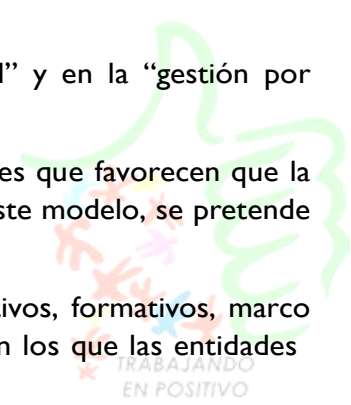 l” y en la “gestión por
es que favorecen que la
ste modelo, se pretende
tivos, formativos, marco
n los que las entidades
TRABAJANDO
EN POSITIVO